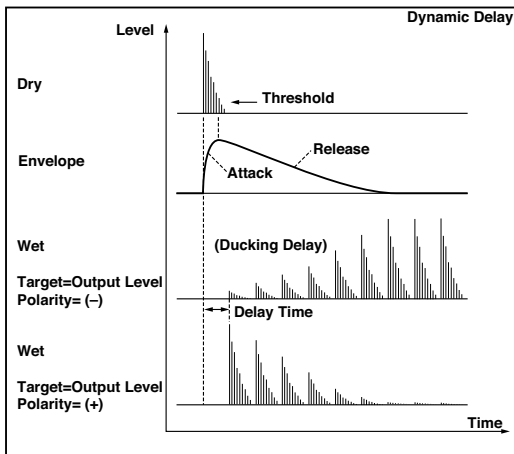 Dynamic Delay
Level
Dry
Threshold
Envelope
Release
Attack
Wet
(Ducking Delay)
Target=Output Level
Polarity= (–)
Delay Time
Wet
Target=Output Level
Polarity= (+)
Time